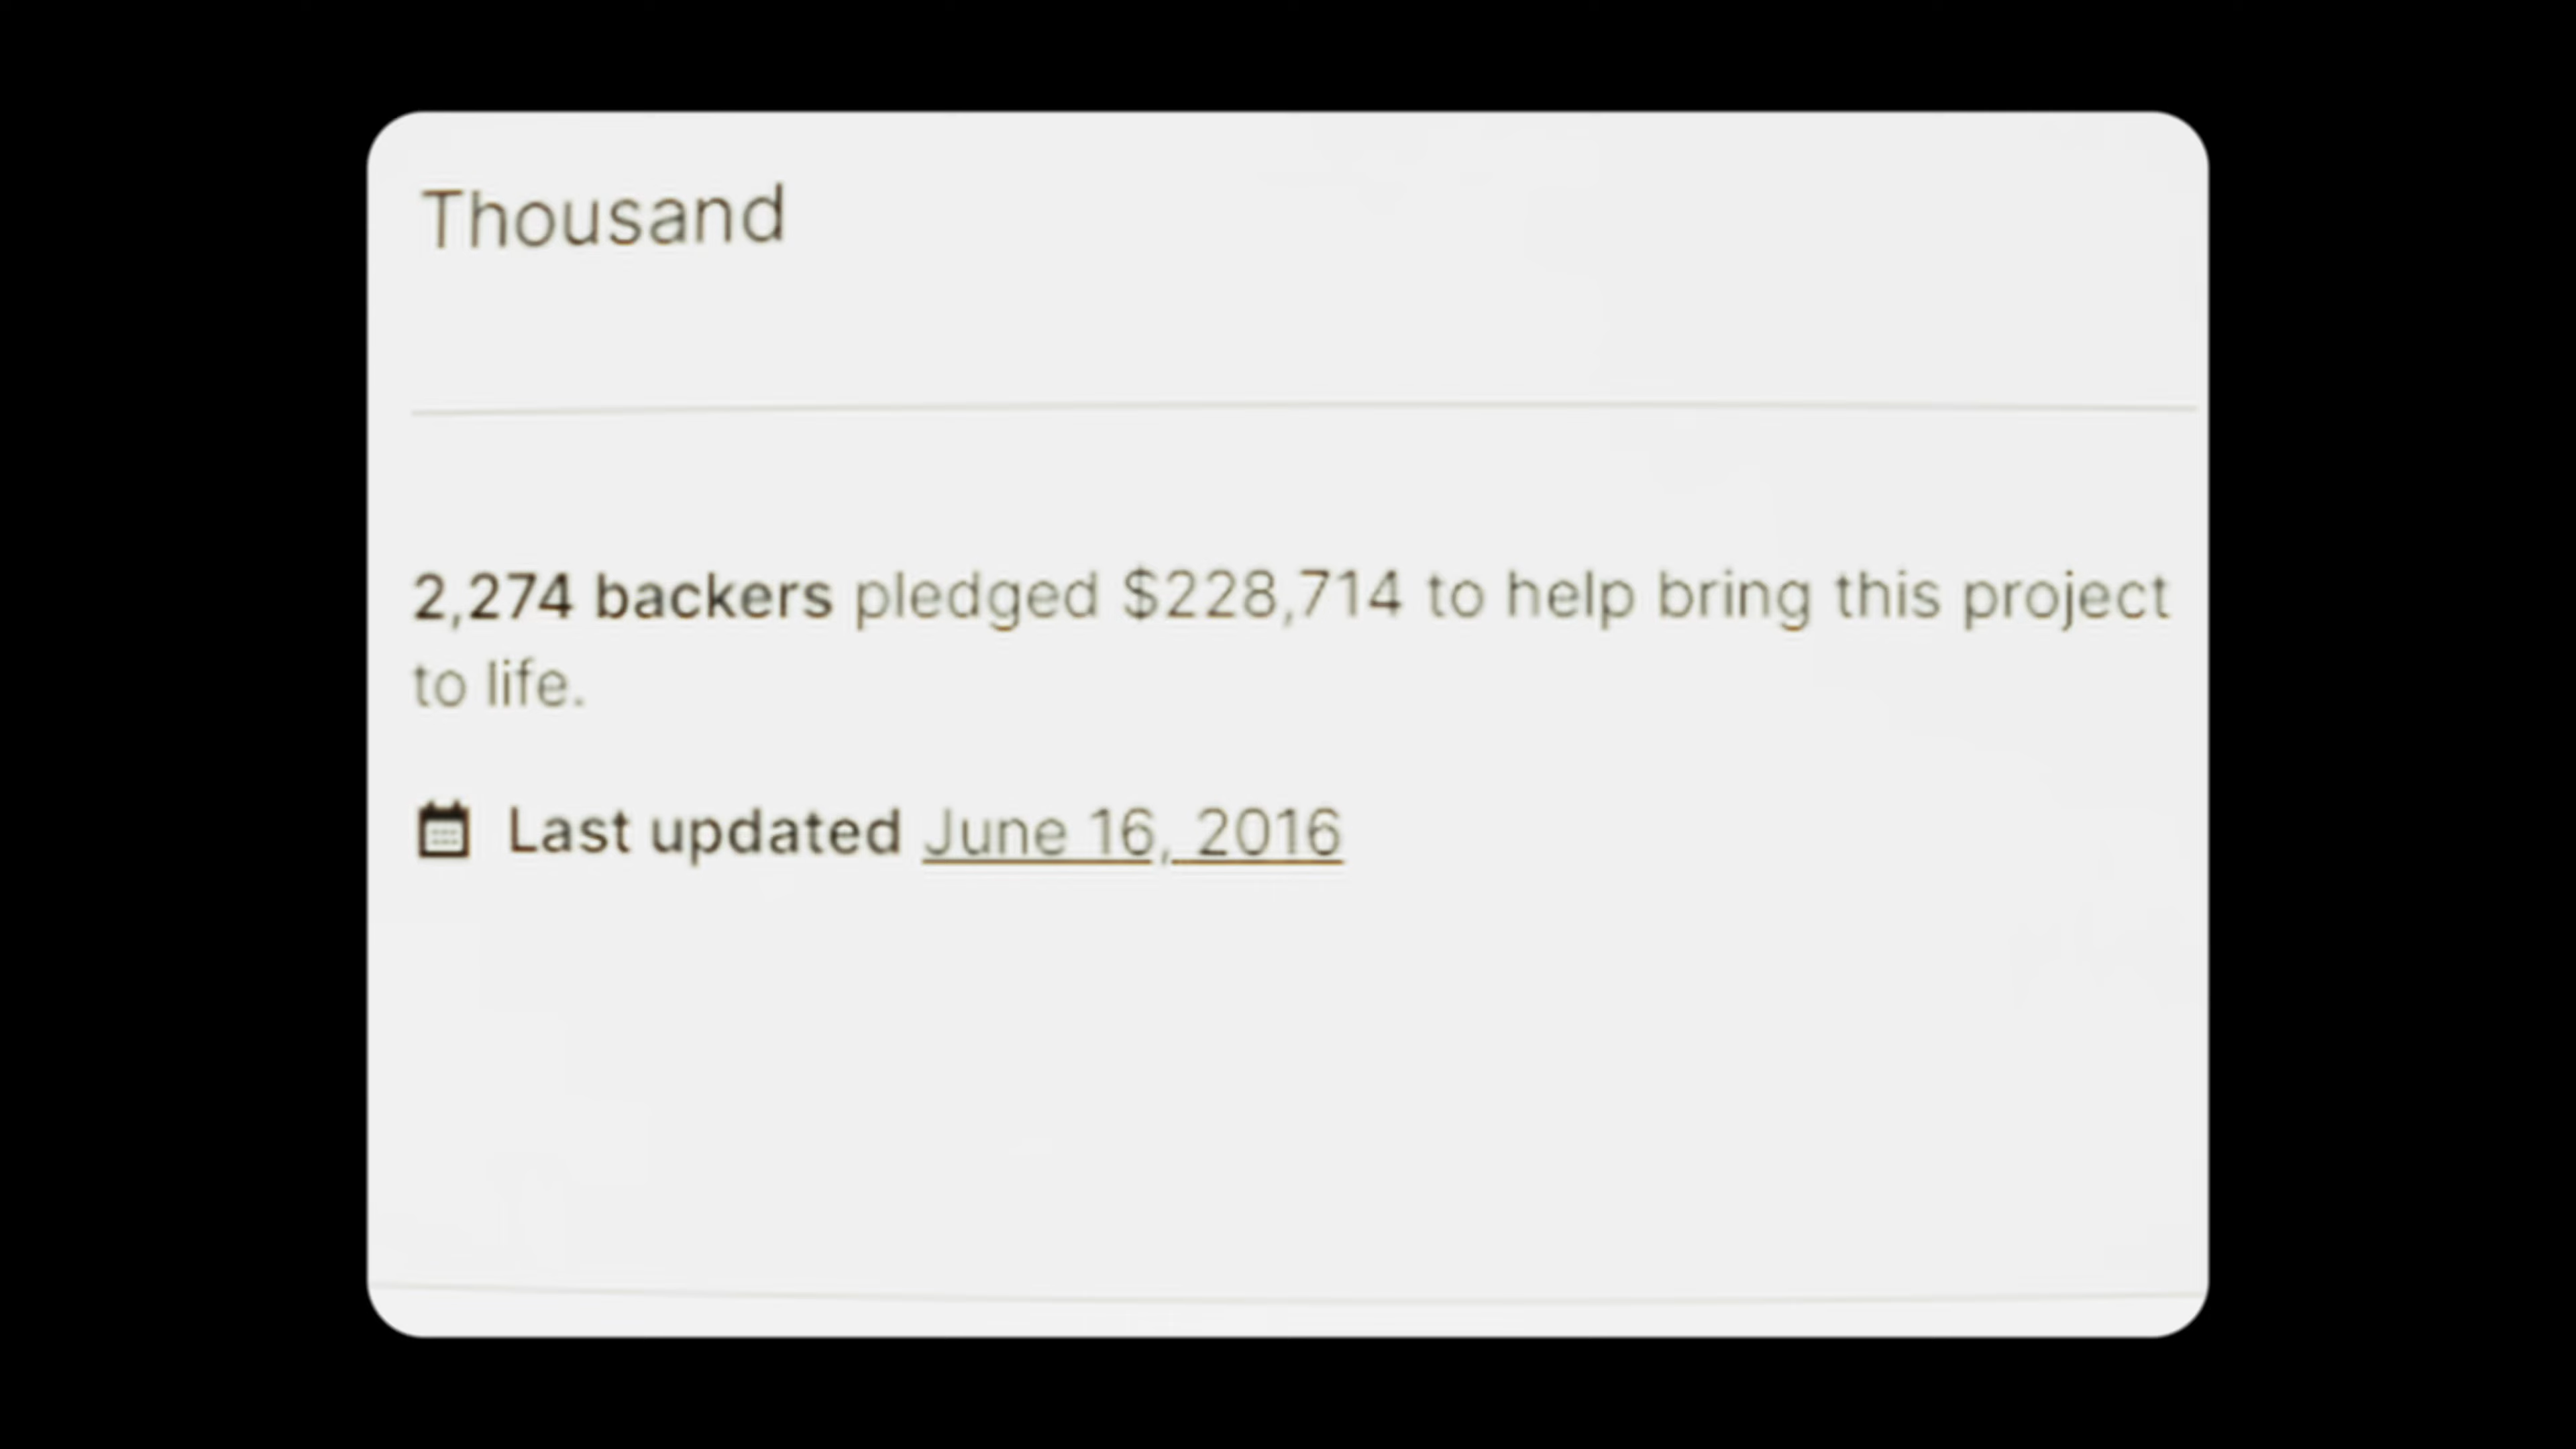 Thousand
2,274 backers pledged $228,714 to help bring this project
to life.
Last updated June 16, 2016